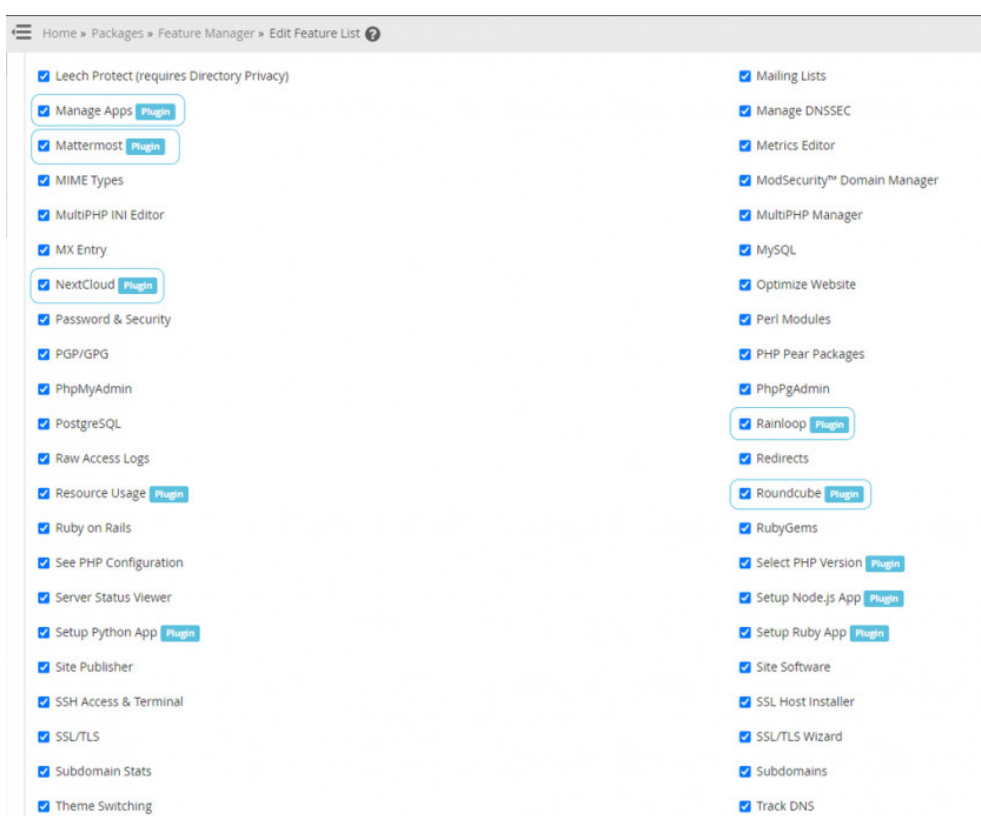 Home » Packages » Feature Manager » Edit Feature List ?
Leech Protect (requires Directory Privacy)
Mailing Lists
Manage Apps Plugin
Manage DNSSEC
Mattermost Plugin
Metrics Editor
MIME Types
ModSecurity™ Domain Manager
MultiPHP INI Editor
MultiPHP Manager
MX Entry
MySQL
NextCloud Plugin
Optimize Website
Password & Security
Perl Modules
PGP/GPG
PHP Pear Packages
PhpMyAdmin
PhpPgAdmin
PostgreSQL
Rainloop Plugin
Raw Access Logs
Redirects
Resource Usage Plugin
Roundcube Plugin
Ruby on Rails
RubyGems
See PHP Configuration
Select PHP Version Plugin
Server Status Viewer
Setup Node.js App Plugin
Setup Python App Plugin
Setup Ruby App Plugin
Site Publisher
Site Software
SSH Access & Terminal
SSL Host Installer
SSL/TLS
SSL/TLS Wizard
Subdomain Stats
Subdomains
Theme Switching
Track DNS